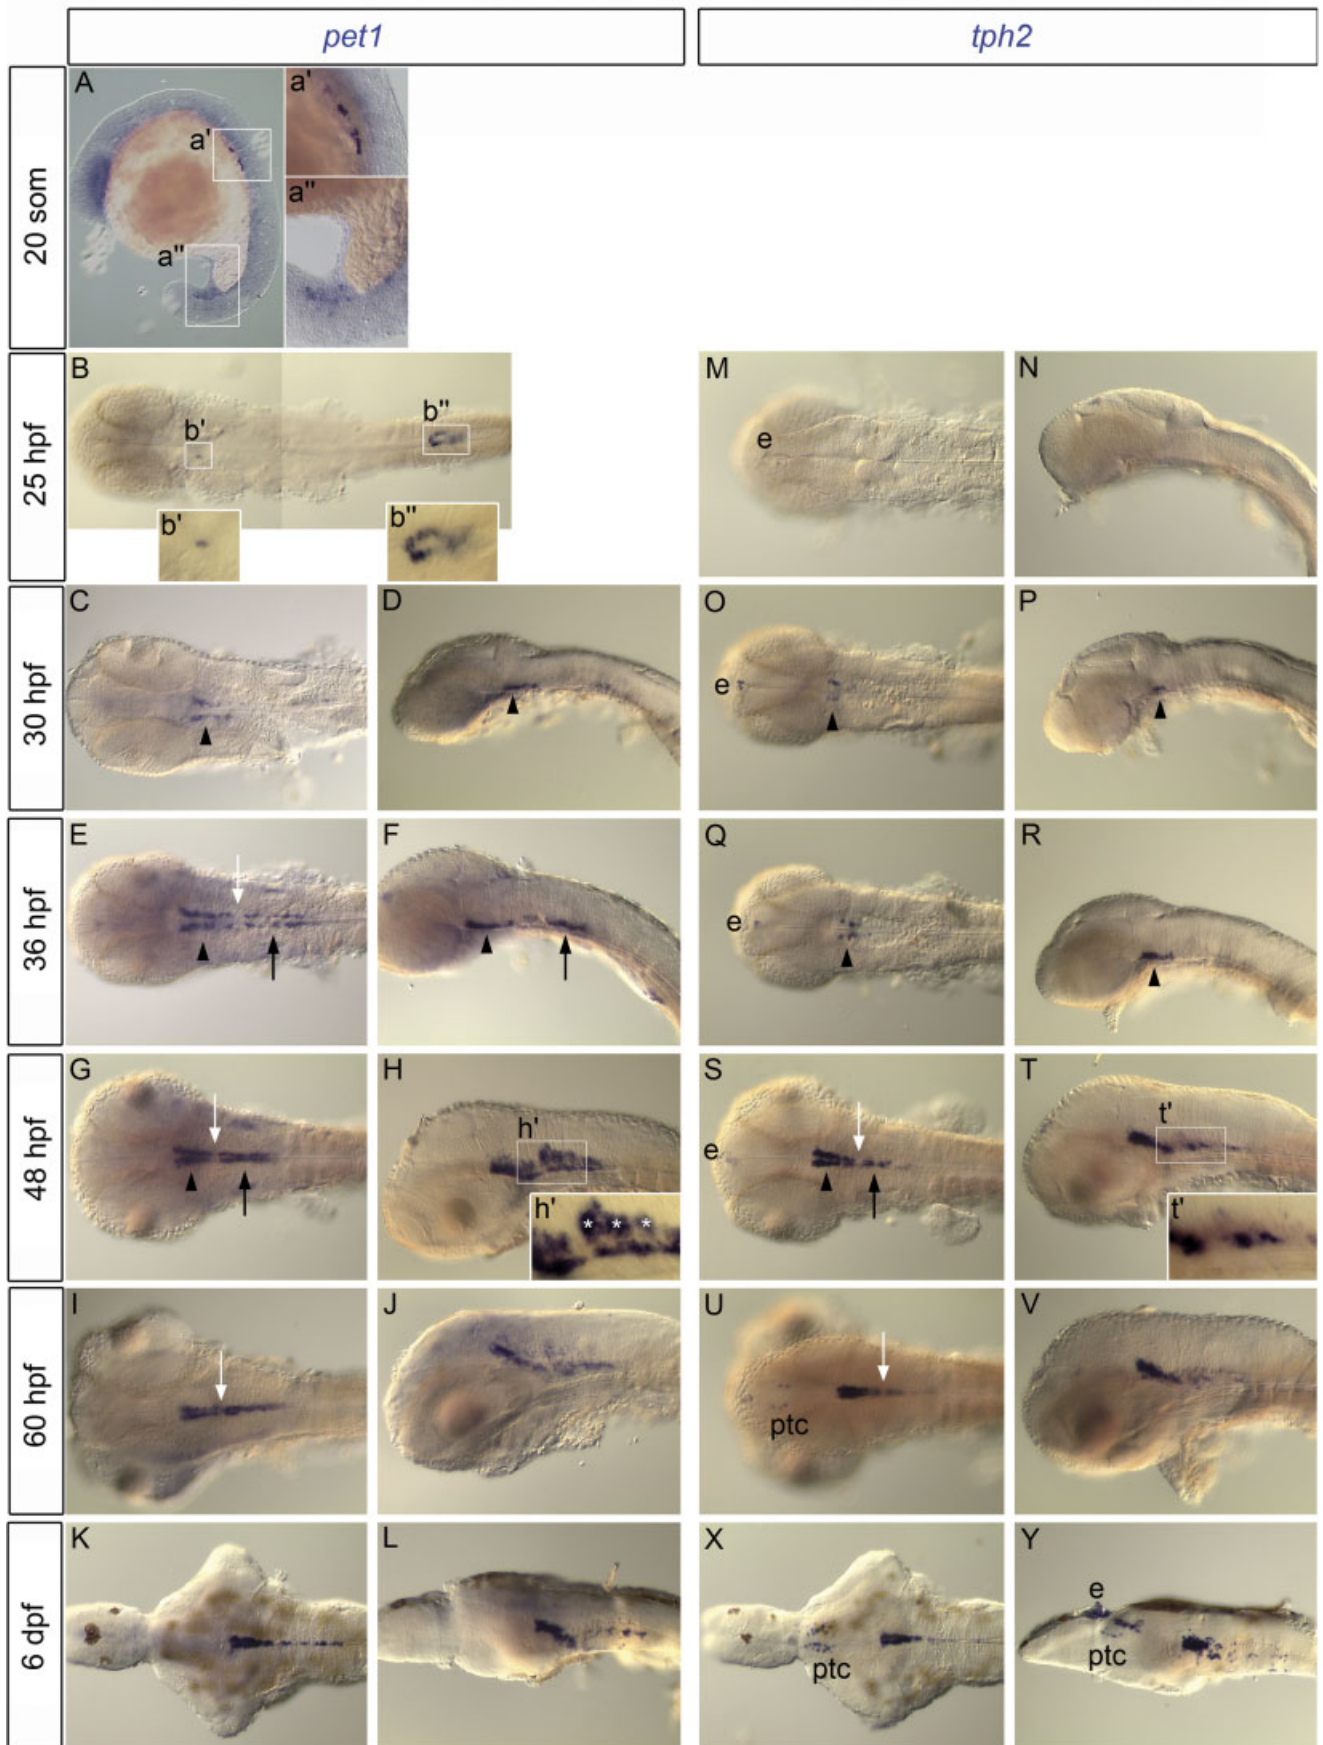 pet1 tph2
20 som
A a' a' a'' a''
25 hpf
B b' b'' b' b'' M e N
30 hpf
C D O e P
36 hpf
E F Q e R
48 hpf
G H h' h' * * * S e T t' t'
60 hpf
I J U ptc V
6 dpf
K L X ptc Y e ptc